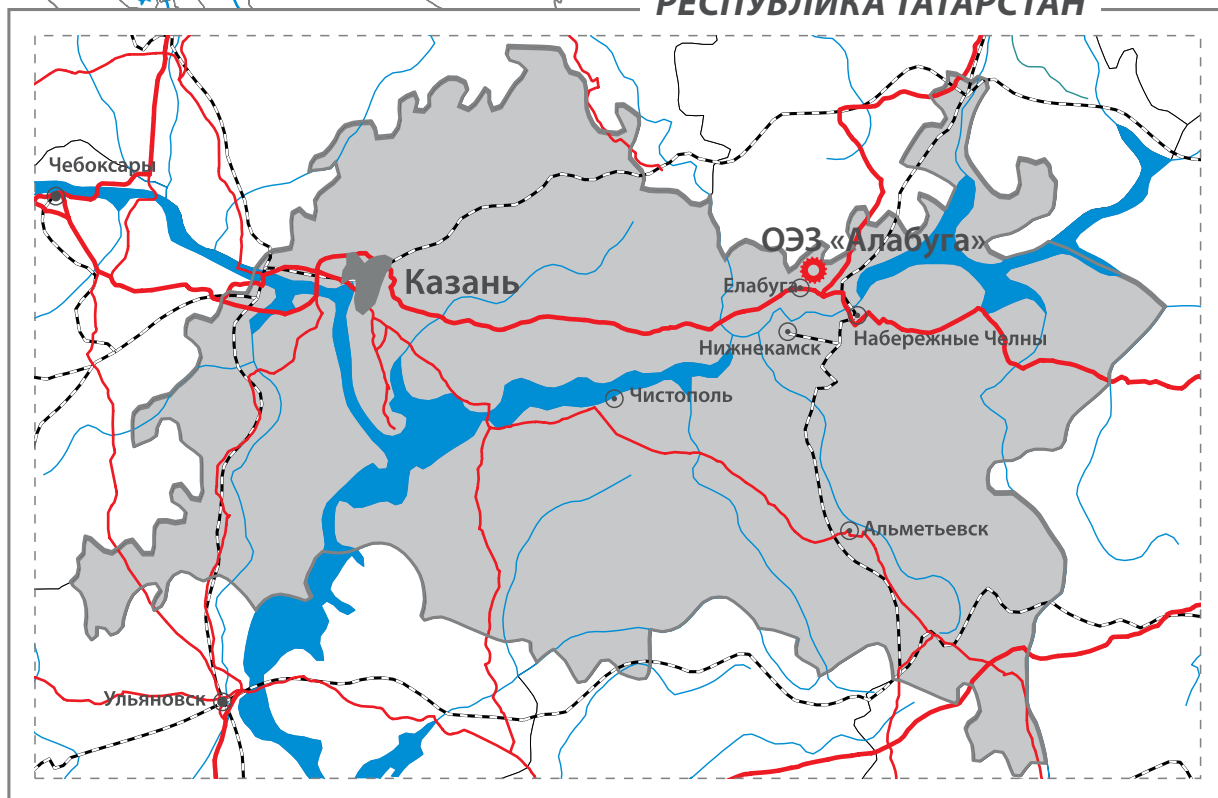 РЕСПУБЛИКА ТАТАРСТАН
Чебоксары
ОЭЗ «Алабуга»
Казань
Елабуга
Набережные Челны
Нижнекамск
Чистополь
Альметьевск
Ульяновск